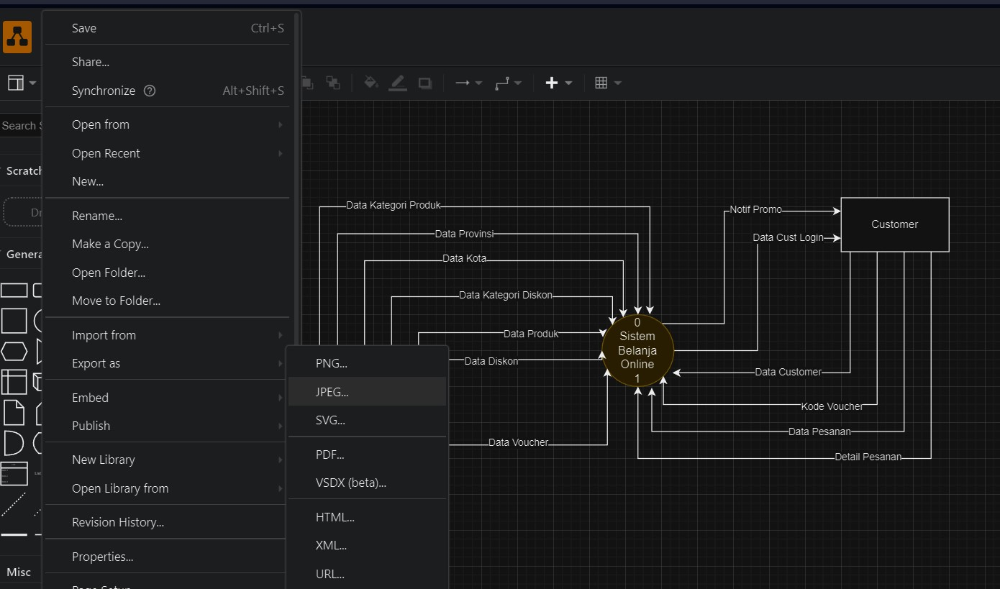 Save Ctrl+S
Share...
Synchronize Alt+Shift+S
Open from
Open Recent
New...
Rename...
Make a Copy...
Open Folder...
Move to Folder...
Import from
Export as
Embed
Publish
New Library
Open Library from
Revision History...
Properties...
PNG...
JPEG...
SVG...
PDF...
VSDX (beta)...
HTML...
XML...
URL...
Search
Misc
Data Kategori Produk
Data Provinsi
Data Kota
Data Kategori Diskon
Data Produk
Data Diskon
Data Voucher
0
Sistem
Belanja
Online
1
Notif Promo
Data Cust Login
Customer
Data Customer
Kode Voucher
Data Pesanan
Detail Pesanan